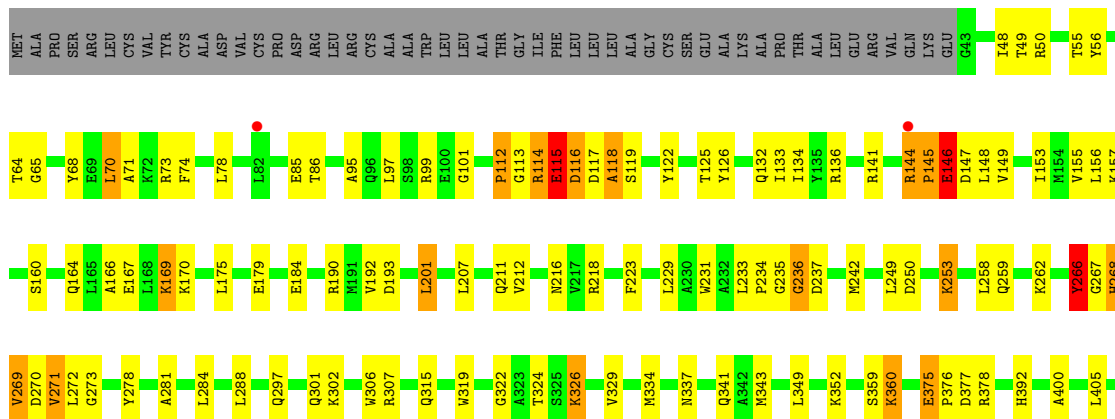 MET ALA PRO SER ARG LEU CYS VAL TYR CYS ALA ASP VAL CYS PRO ASP ARG LEU ARG CYS ALA ALA TRP LEU LEU ALA THR GLY ILE PHE LEU LEU LEU ALA GLY CYS SER GLU ALA LYS ALA PRO THR ALA LEU GLU ARG VAL GLN LYS GLU G43 I48 T49 R50 T55 Y56
T64 G65 Y68 E69 L70 A71 K72 R73 F74 L78 L82 E85 T86 A95 Q96 L97 S98 R99 E100 G101 P112 G113 R114 E115 D116 D117 A118 S119 Y122 T125 Y126 Q132 I133 I134 Y135 R136 R141 R144 P145 E146 D147 L148 V149 I153 M154 V155 L156 K157
S160 Q164 L165 A166 E167 L168 K169 K170 L175 E179 E184 R190 M191 V192 D193 L201 L207 Q211 V212 N216 V217 R218 F223 L229 A230 W231 A232 L233 P234 G235 G236 D237 M242 L249 D250 K253 L258 Q259 K262 Y266 G267 H268
V269 D270 V271 L272 G273 Y278 A281 L284 L288 Q297 Q301 K302 W306 R307 Q315 W319 G322 A323 T324 S325 K326 V329 M334 N337 Q341 A342 M343 L349 K352 S359 K360 E375 P376 D377 R378 H392 A400 L405